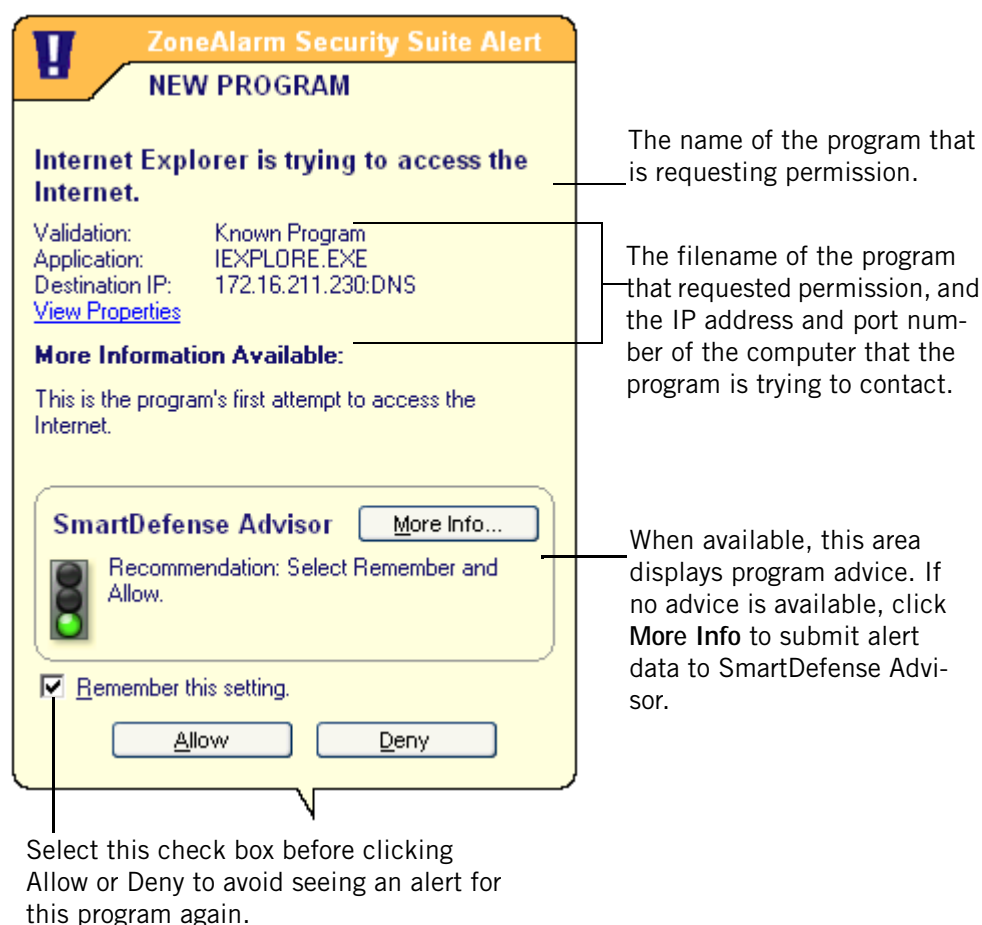 ZoneAlarm Security Suite Alert
NEW PROGRAM
Internet Explorer is trying to access the
Internet.
Validation: Known Program
Application: IEXPLORE.EXE
Destination IP: 172.16.211.230:DNS
View Properties
More Information Available:
This is the program's first attempt to access the
Internet.
SmartDefense Advisor More Info...
Recommendation: Select Remember and
Allow.
Remember this setting.
Allow Deny
The name of the program that
is requesting permission.
The filename of the program
that requested permission, and
the IP address and port num-
ber of the computer that the
program is trying to contact.
When available, this area
displays program advice. If
no advice is available, click
More Info to submit alert
data to SmartDefense Advi-
sor.
Select this check box before clicking
Allow or Deny to avoid seeing an alert for
this program again.